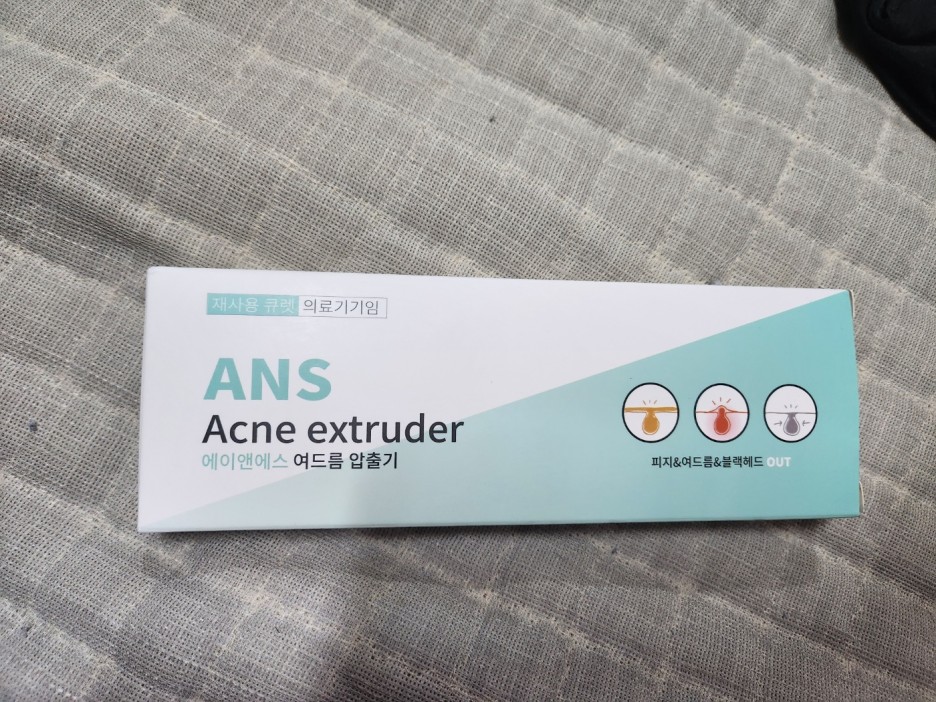 재사용 큐렛 의료기기임
ANS
Acne extruder
에이앤에스 여드름 압출기
피지&여드름&블랙헤드 OUT